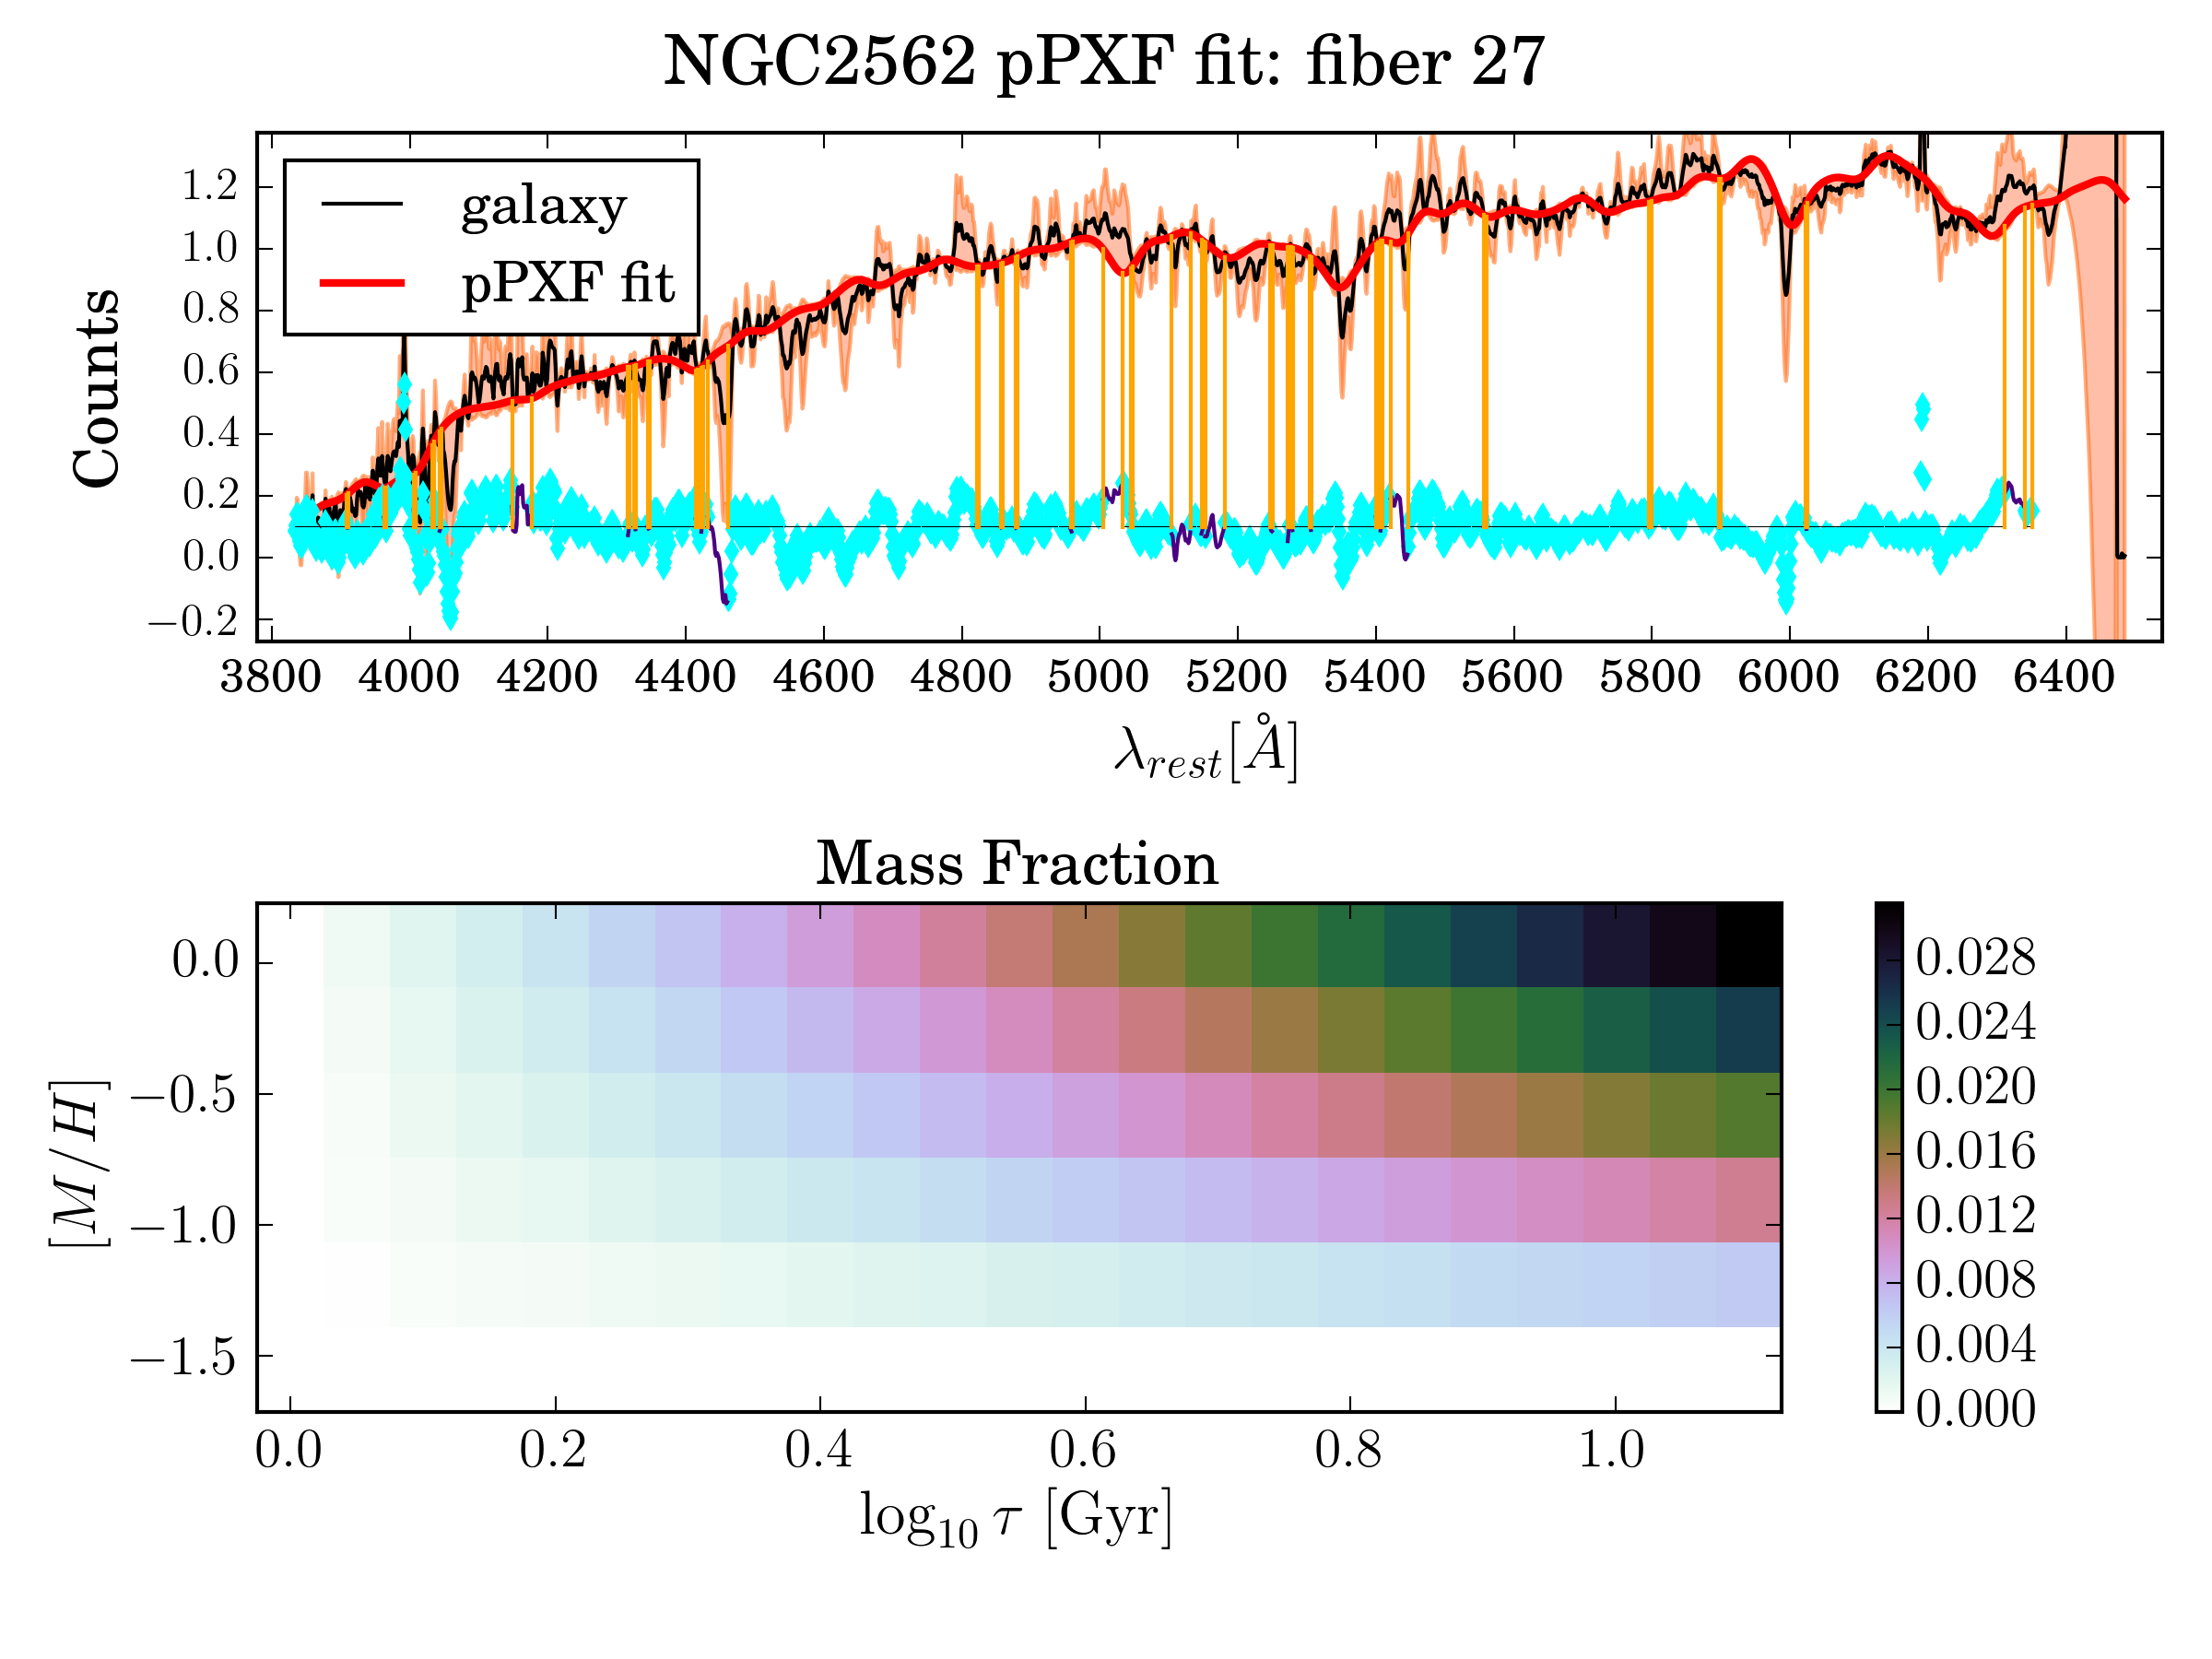 NGC2562 pPXF fit: fiber 27
galaxy
pPXF fit
Counts
1.2
1.0
0.8
0.6
0.4
0.2
0.0
−0.2
3800 4000 4200 4400 4600 4800 5000 5200 5400 5600 5800 6000 6200 6400
λrest[Å]
Mass Fraction
[M/H]
0.0
−0.5
−1.0
−1.5
0.0 0.2 0.4 0.6 0.8 1.0
log10 τ [Gyr]
0.028
0.024
0.020
0.016
0.012
0.008
0.004
0.000